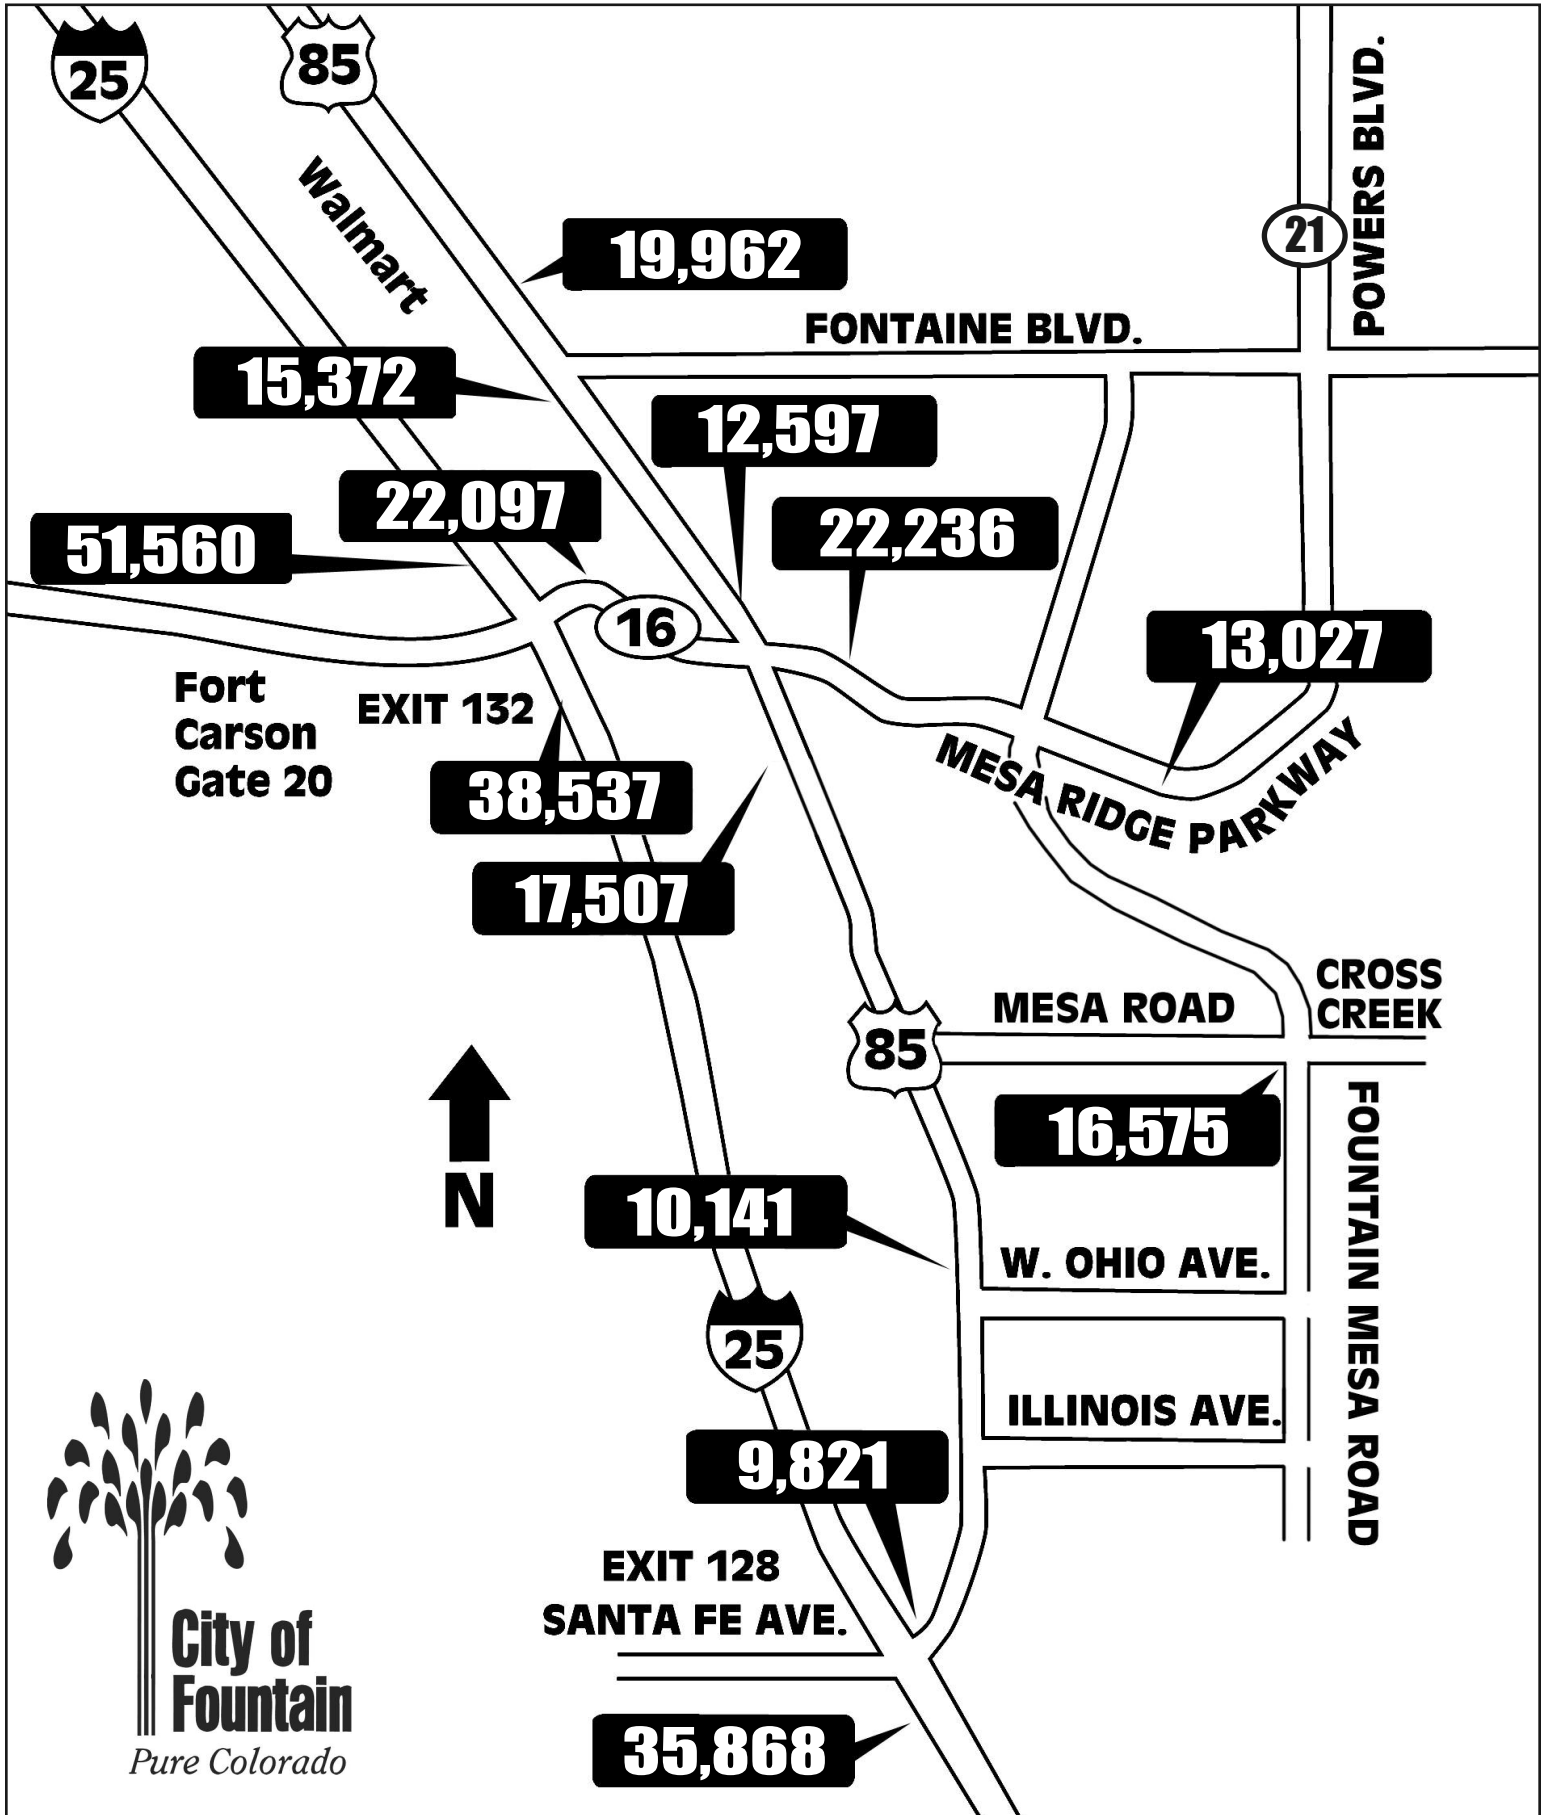 25
85
POWERS BLVD.
Walmart
21
19,962
FONTAINE BLVD.
15,372
12,597
22,097
22,236
51,560
16
13,027
Fort
Carson
Gate 20
EXIT 132
MESA RIDGE PARKWAY
38,537
17,507
CROSS
CREEK
MESA ROAD
85
16,575
FOUNTAIN MESA ROAD
N
10,141
W. OHIO AVE.
25
ILLINOIS AVE.
9,821
EXIT 128
SANTA FE AVE.
City of
Fountain
Pure Colorado
35,868